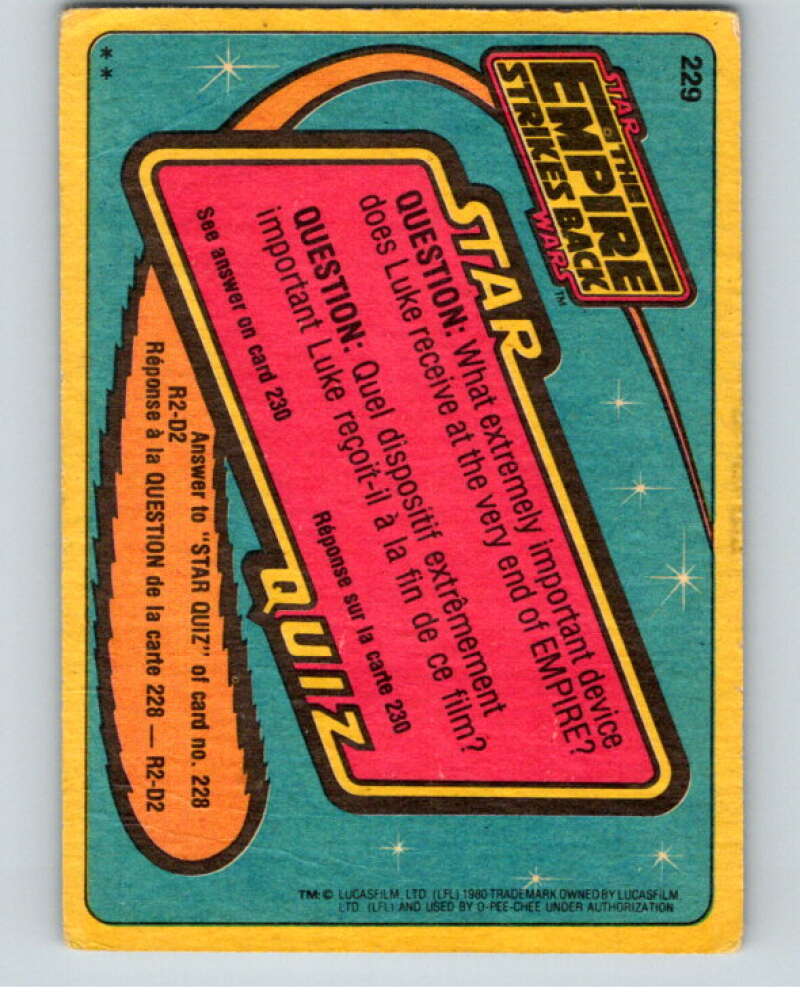 229
STAR
THE
EMPIRE
STRIKES BACK
WARS™
STAR
QUESTION: What extremely important device
does Luke receive at the very end of EMPIRE?
QUESTION: Quel dispositif extrêmement
important Luke reçoit-il à la fin de ce film?
See answer on card 230
Réponse sur la carte 230
QUIZ
Answer to "STAR QUIZ" of card no. 228
R2-D2
Réponse à la QUESTION de la carte 228 — R2-D2
TM: © LUCASFILM, LTD. (LFL) 1980 TRADEMARK OWNED BY LUCASFILM,
LTD. (LFL) AND USED BY O-PEE-CHEE UNDER AUTHORIZATION.
**